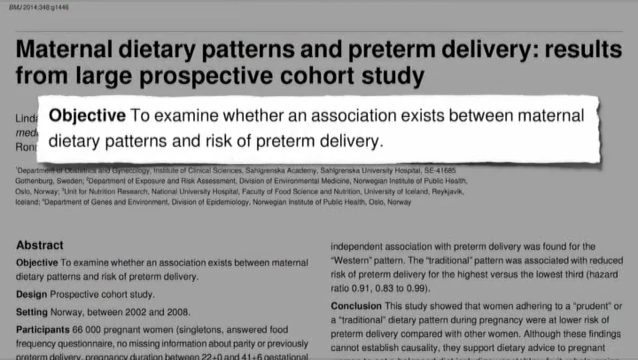 BMJ 2014;348:g1446
Maternal dietary patterns and preterm delivery: results
from large prospective cohort study
Objective To examine whether an association exists between maternal
dietary patterns and risk of preterm delivery.
Lind
med
Ron
¹Department of Obstetrics and Gynecology, Institute of Clinical Sciences, Sahlgrenska Academy, Sahlgrenska University Hospital, SE-41685
Gothenburg, Sweden; ²Department of Exposure and Risk Assessment, Division of Environmental Medicine, Norwegian Institute of Public Health,
Oslo, Norway; ³Unit for Nutrition Research, National University Hospital, Faculty of Food Science and Nutrition, University of Iceland, Reykjavik,
Iceland; ⁴Department of Genes and Environment, Division of Epidemiology, Norwegian Institute of Public Health, Oslo, Norway
Abstract
Objective To examine whether an association exists between maternal
dietary patterns and risk of preterm delivery.
Design Prospective cohort study.
Setting Norway, between 2002 and 2008.
Participants 66 000 pregnant women (singletons, answered food
frequency questionnaire, no missing information about parity or previously
preterm delivery, pregnancy duration between 22+0 and 41+6 gestational
independent association with preterm delivery was found for the
“Western” pattern. The “traditional” pattern was associated with reduced
risk of preterm delivery for the highest versus the lowest third (hazard
ratio 0.91, 0.83 to 0.99).
Conclusion This study showed that women adhering to a “prudent” or
a “traditional” dietary pattern during pregnancy were at lower risk of
preterm delivery compared with other women. Although these findings
cannot establish causality, they support dietary advice to pregnant